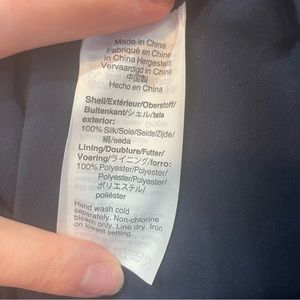 Made in China
Fabriqué en Chine
In China Hergestellt
Vervaardigd in China
中国製
Hecho en China
Shell/Extérieur/Oberstoff/
Buitenkant/シェル/tela
exterior:
100% Silk/Soie/Seide/Zijde/
絹/seda
Lining/Doublure/Futter/
Voering/ライニング/forro:
100% Polyester/Polyester/
Polyester/Polyester/
ポリエステル/
poliéster
Hand wash cold
separately. Non-chlorine
bleach only. Line dry. Iron
on lowest setting.